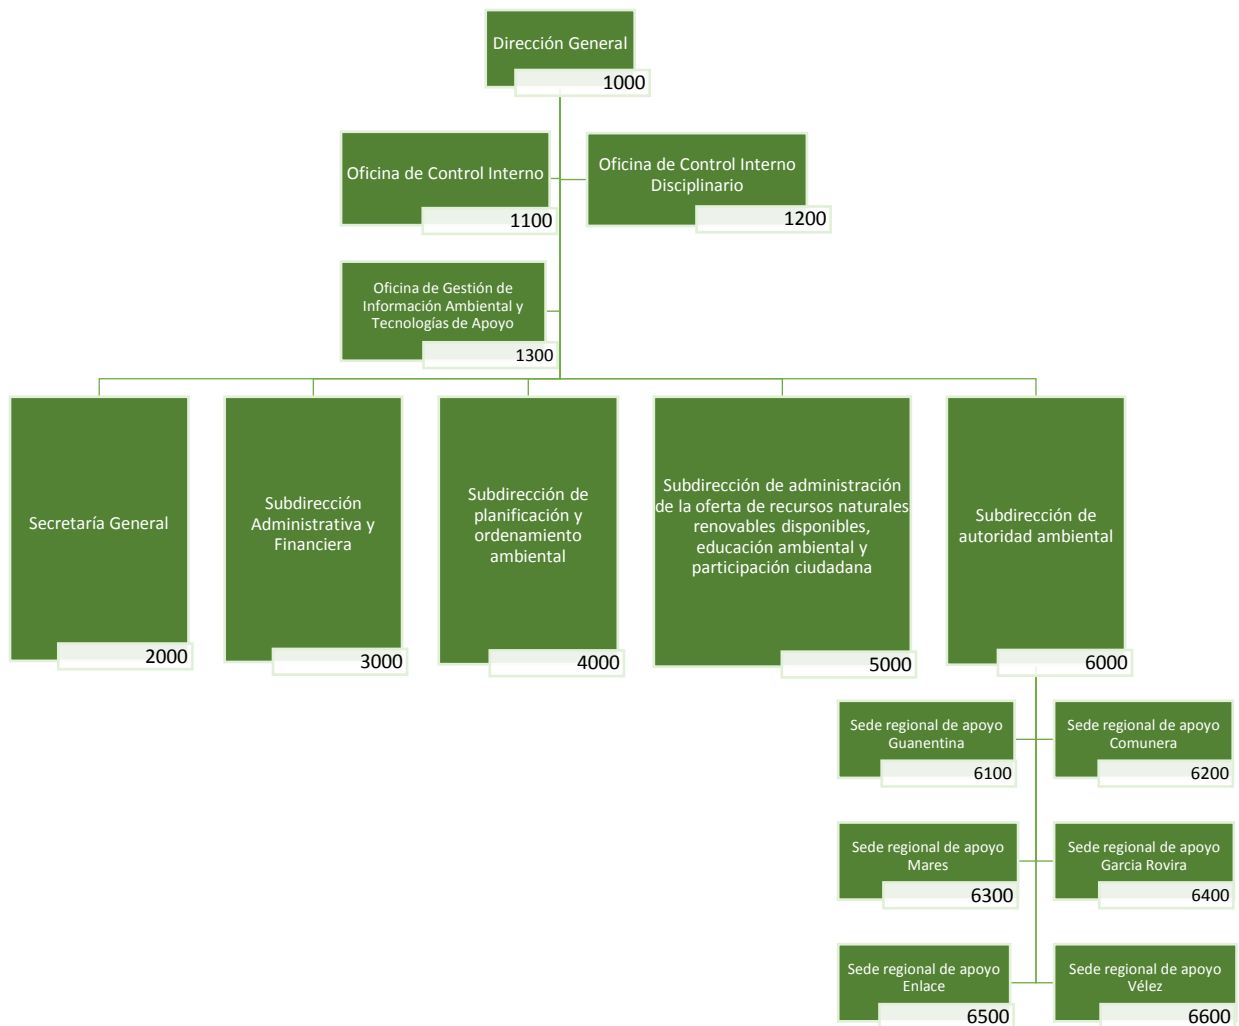 Dirección General
1000
Oficina de Control Interno
1100
Oficina de Control Interno
Disciplinario
1200
Oficina de Gestión de
Información Ambiental y
Tecnologías de Apoyo
1300
Secretaría General
2000
Subdirección
Administrativa y
Financiera
3000
Subdirección de
planificación y
ordenamiento
ambiental
4000
Subdirección de administración
de la oferta de recursos naturales
renovables disponibles,
educación ambiental y
participación ciudadana
5000
Subdirección de
autoridad ambiental
6000
Sede regional de apoyo
Guanentina
6100
Sede regional de apoyo
Comunera
6200
Sede regional de apoyo
Mares
6300
Sede regional de apoyo
Garcia Rovira
6400
Sede regional de apoyo
Enlace
6500
Sede regional de apoyo
Vélez
6600